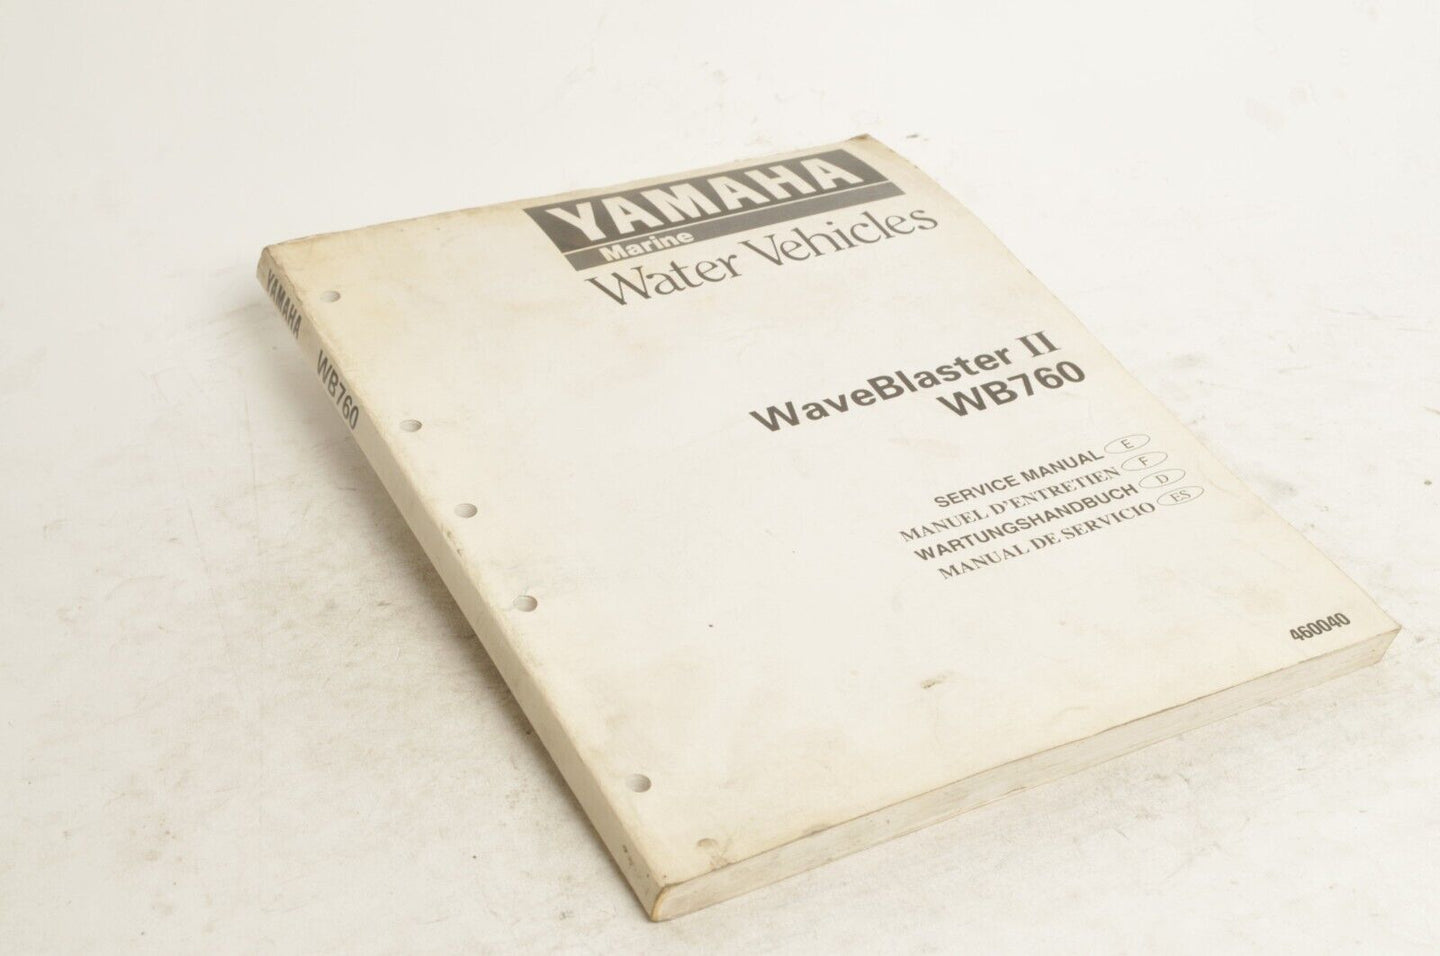 YAMAHA
Marine
Water Vehicles
WaveBlaster II
WB760
SERVICE MANUAL E
MANUEL D'ENTRETIEN F
WARTUNGSHANDBUCH D
MANUAL DE SERVICIO ES
460040
YAMAHA WB760